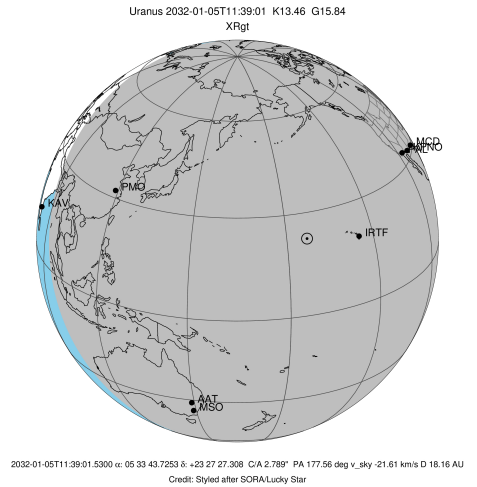 Uranus 2032-01-05T11:39:01 K13.46 G15.84
XRgt
MCD
KPNO
KAV
PMO
IRTF
AAT
MSO
2032-01-05T11:39:01.5300 α: 05 33 43.7253 δ: +23 27 27.308 C/A 2.789" PA 177.56 deg v_sky -21.61 km/s D 18.16 AU
Credit: Styled after SORA/Lucky Star